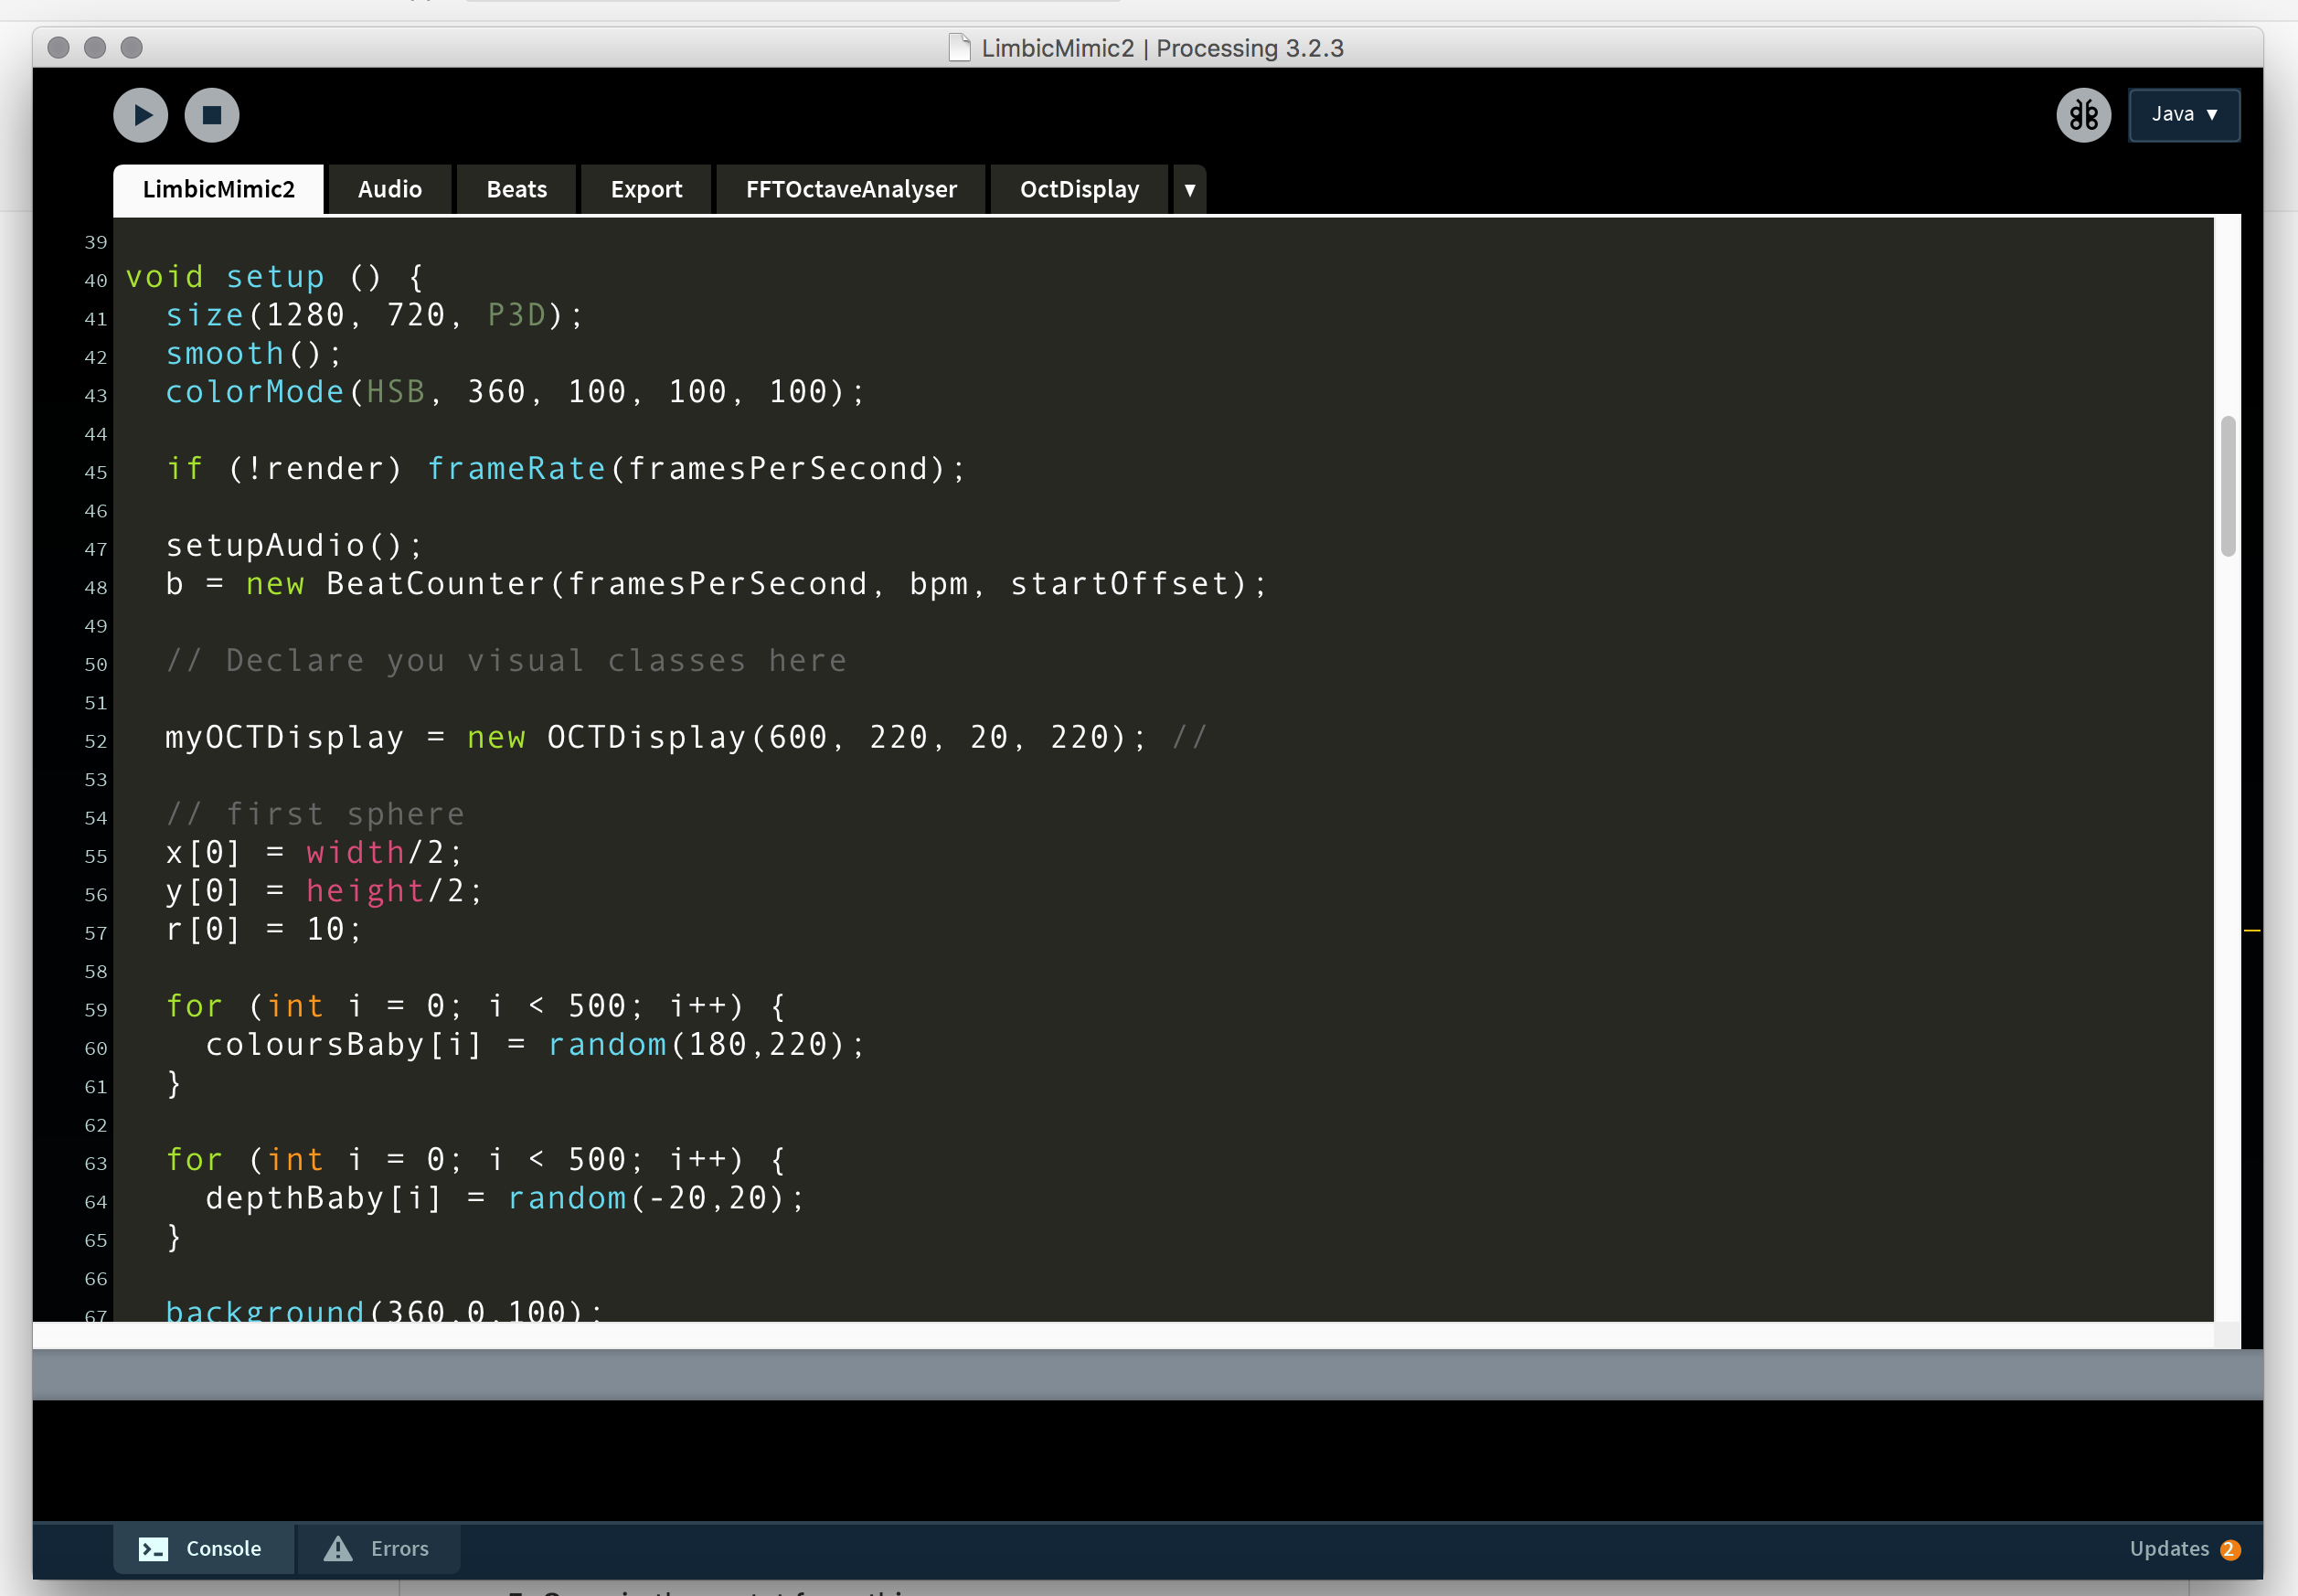 LimbicMimic2 | Processing 3.2.3
Java ▼
LimbicMimic2 Audio Beats Export FFTOctaveAnalyser OctDisplay ▼
39
40 void setup () {
41 size(1280, 720, P3D);
42 smooth();
43 colorMode(HSB, 360, 100, 100, 100);
44
45 if (!render) frameRate(framesPerSecond);
46
47 setupAudio();
48 b = new BeatCounter(framesPerSecond, bpm, startOffset);
49
50 // Declare you visual classes here
51
52 myOCTDisplay = new OCTDisplay(600, 220, 20, 220); //
53
54 // first sphere
55 x[0] = width/2;
56 y[0] = height/2;
57 r[0] = 10;
58
59 for (int i = 0; i < 500; i++) {
60 coloursBaby[i] = random(180,220);
61 }
62
63 for (int i = 0; i < 500; i++) {
64 depthBaby[i] = random(-20,20);
65 }
66
67 background(360,0,100);
Console Errors Updates 2